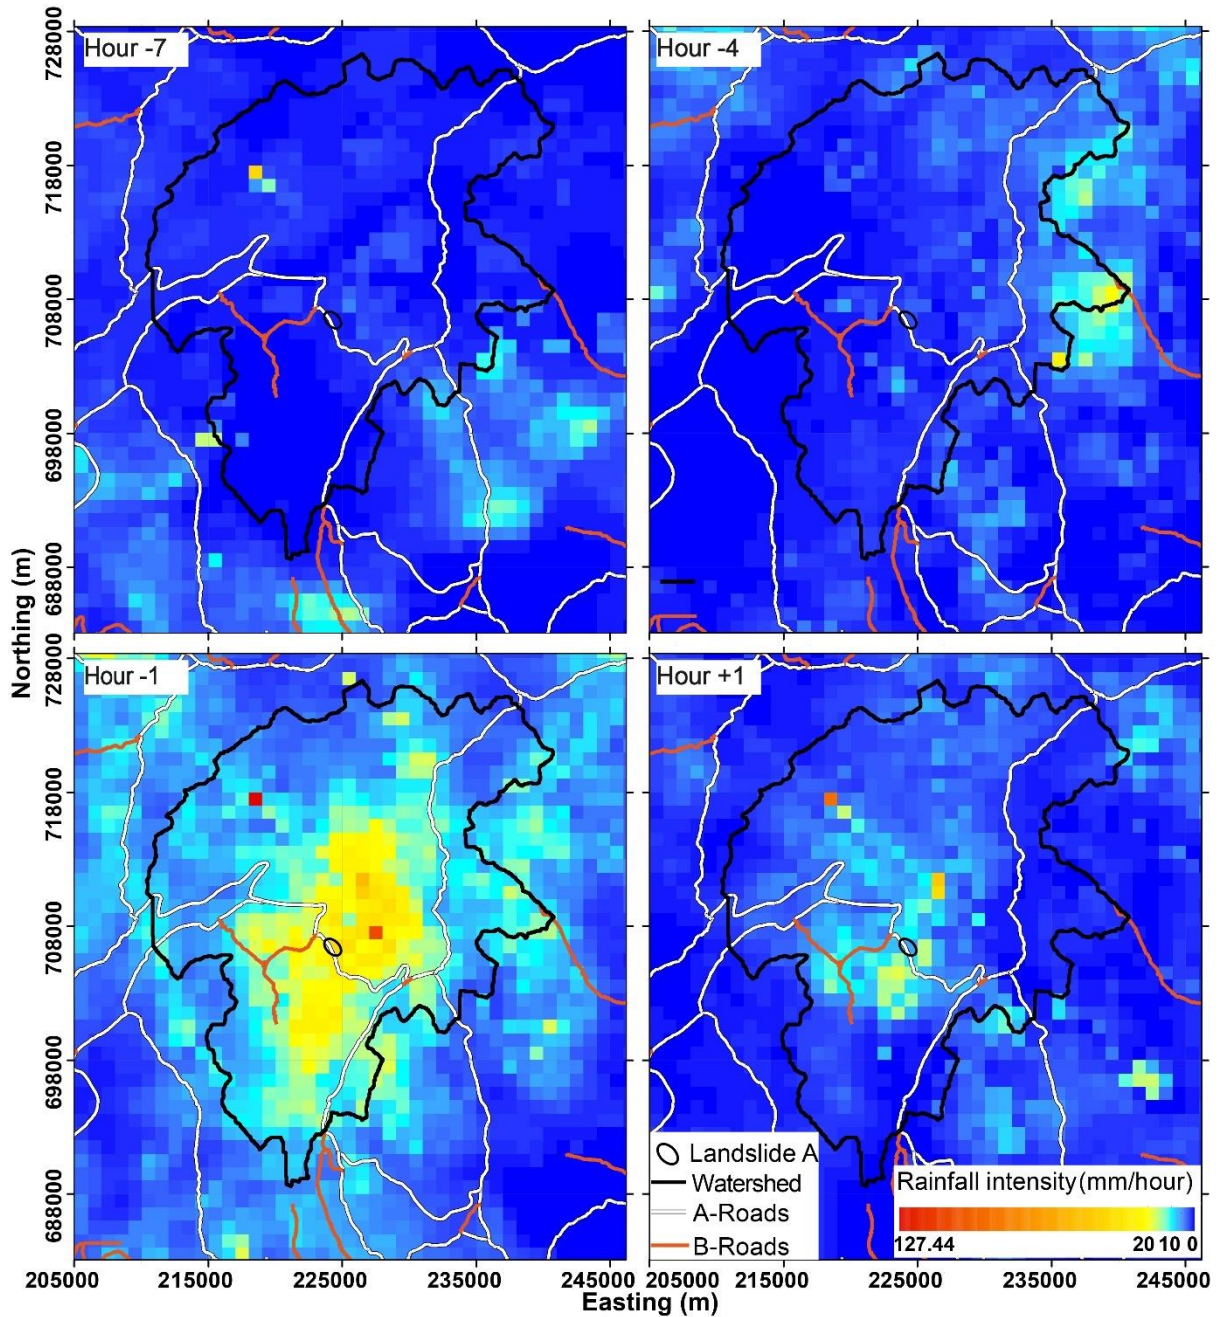 Hour -7
Hour -4
728000
718000
708000
698000
688000
Northing (m)
Hour -1
Hour +1
728000
718000
708000
698000
688000
Landslide A
Watershed
A-Roads
B-Roads
Rainfall intensity (mm/hour)
127.44 20 10 0
205000 215000 225000 235000 245000
205000 215000 225000 235000 245000
Easting (m)